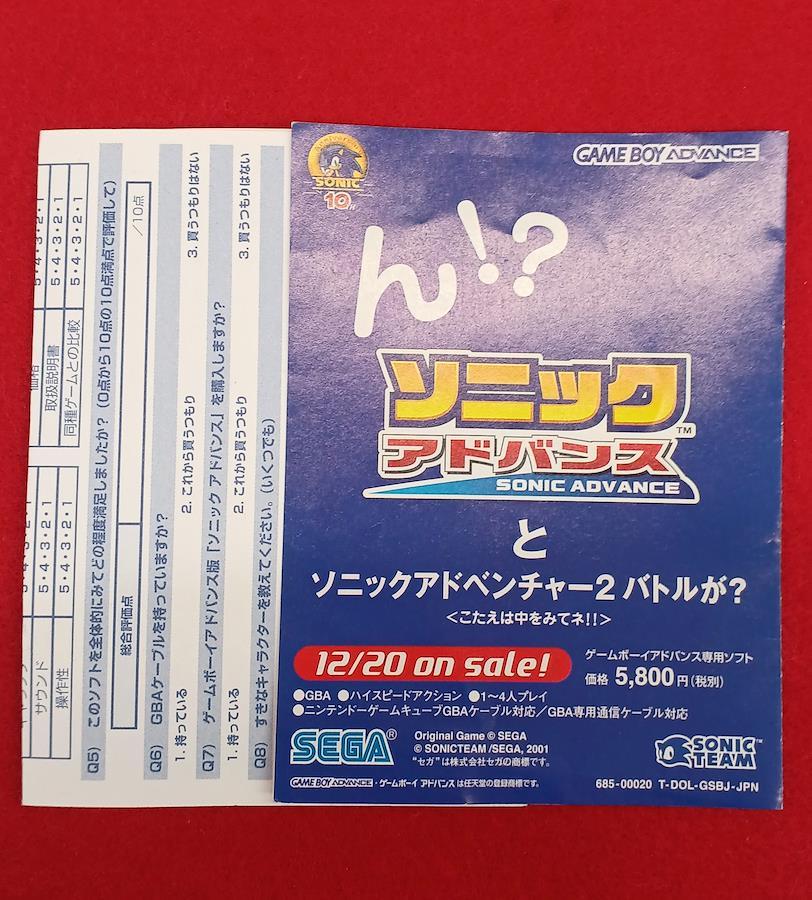 Anniversary
SONIC
10th
GAME BOY ADVANCE
ん!?
ソニック™
アドバンス
SONIC ADVANCE
と
ソニックアドベンチャー2 バトルが?
<こたえは中をみてネ!!>
12/20 on sale!
ゲームボーイアドバンス専用ソフト
価格 5,800円(税別)
●GBA ●ハイスピードアクション ●1〜4人プレイ
●ニンテンドーゲームキューブGBAケーブル対応/GBA専用通信ケーブル対応
SEGA®
Original Game © SEGA
© SONICTEAM/SEGA, 2001
"セガ"は株式会社セガの商標です。
SONIC TEAM™
GAME BOY ADVANCE・ゲームボーイ アドバンスは任天堂の登録商標です。
685-00020 T-DOL-GSBJ-JPN
価格
5・4・3・2・1
取扱説明書 5・4・3・2・1
同種ゲームとの比較 5・4・3・2・1
5・4・3・2・1
サウンド 5・4・3・2・1
操作性 5・4・3・2・1
Q5) このソフトを全体的にみてどの程度満足しましたか? (0点から10点の10点満点で評価して)
総合評価点 /10点
Q6) GBAケーブルを持っていますか?
1. 持っている 2. これから買うつもり 3. 買うつもりはない
Q7) ゲームボーイアドバンス版「ソニック アドバンス」を購入しますか?
1. 持っている 2. これから買うつもり 3. 買うつもりはない
Q8) すきなキャラクターを教えてください。(いくつでも)